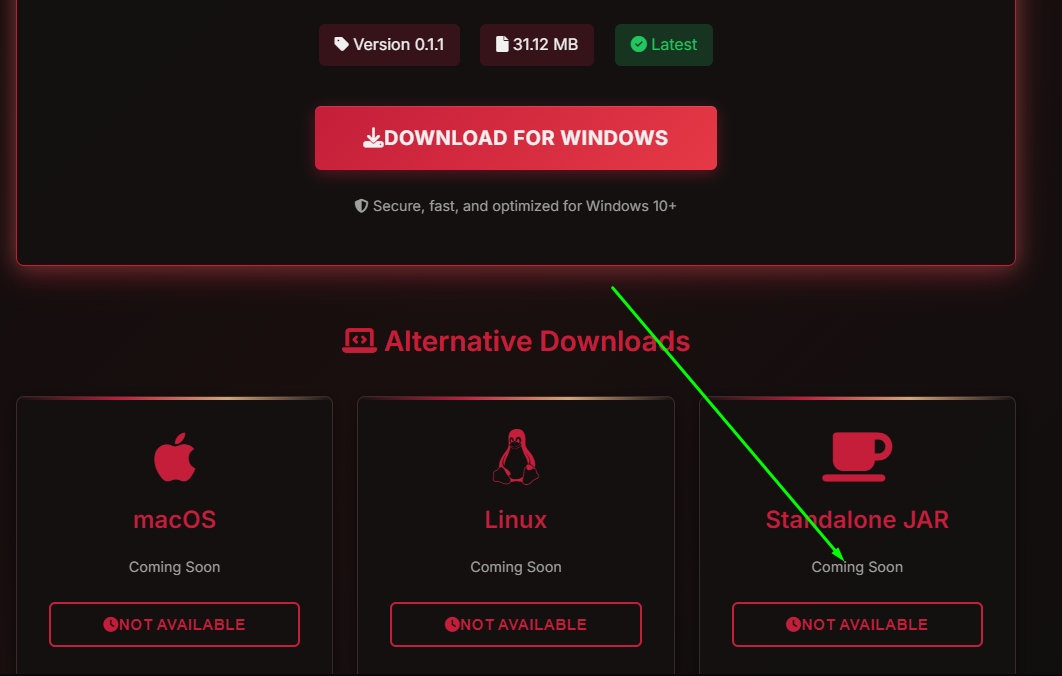 Version 0.1.1 31.12 MB Latest
DOWNLOAD FOR WINDOWS
Secure, fast, and optimized for Windows 10+
Alternative Downloads
macOS
Coming Soon
NOT AVAILABLE
Linux
Coming Soon
NOT AVAILABLE
Standalone JAR
Coming Soon
NOT AVAILABLE